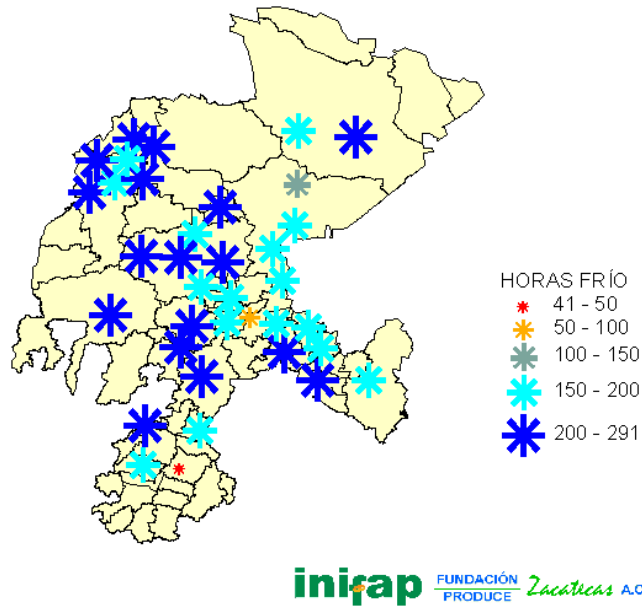 HORAS FRÍO
41 - 50
50 - 100
100 - 150
150 - 200
200 - 291
inifap
FUNDACIÓN
PRODUCE
Zacatecas A.C